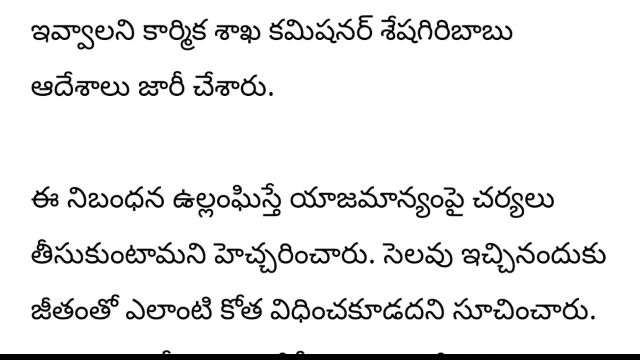 ఇవ్వాలని కార్మిక శాఖ కమిషనర్ శేషగిరిబాబు
ఆదేశాలు జారీ చేశారు.
ఈ నిబంధన ఉల్లంఘిస్తే యాజమాన్యంపై చర్యలు
తీసుకుంటామని హెచ్చరించారు. సెలవు ఇచ్చినందుకు
జీతంతో ఎలాంటి కోత విధించకూడదని సూచించారు.